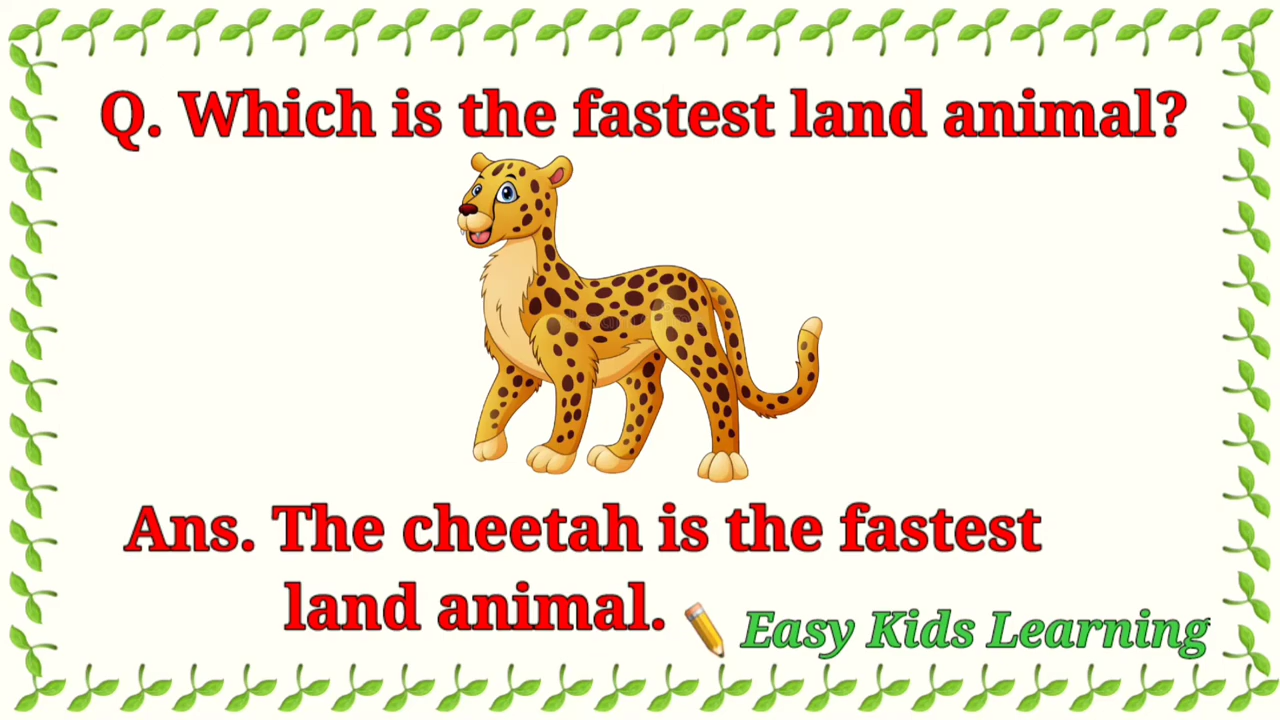 Q. Which is the fastest land animal?
Ans. The cheetah is the fastest
land animal.
Easy Kids Learning